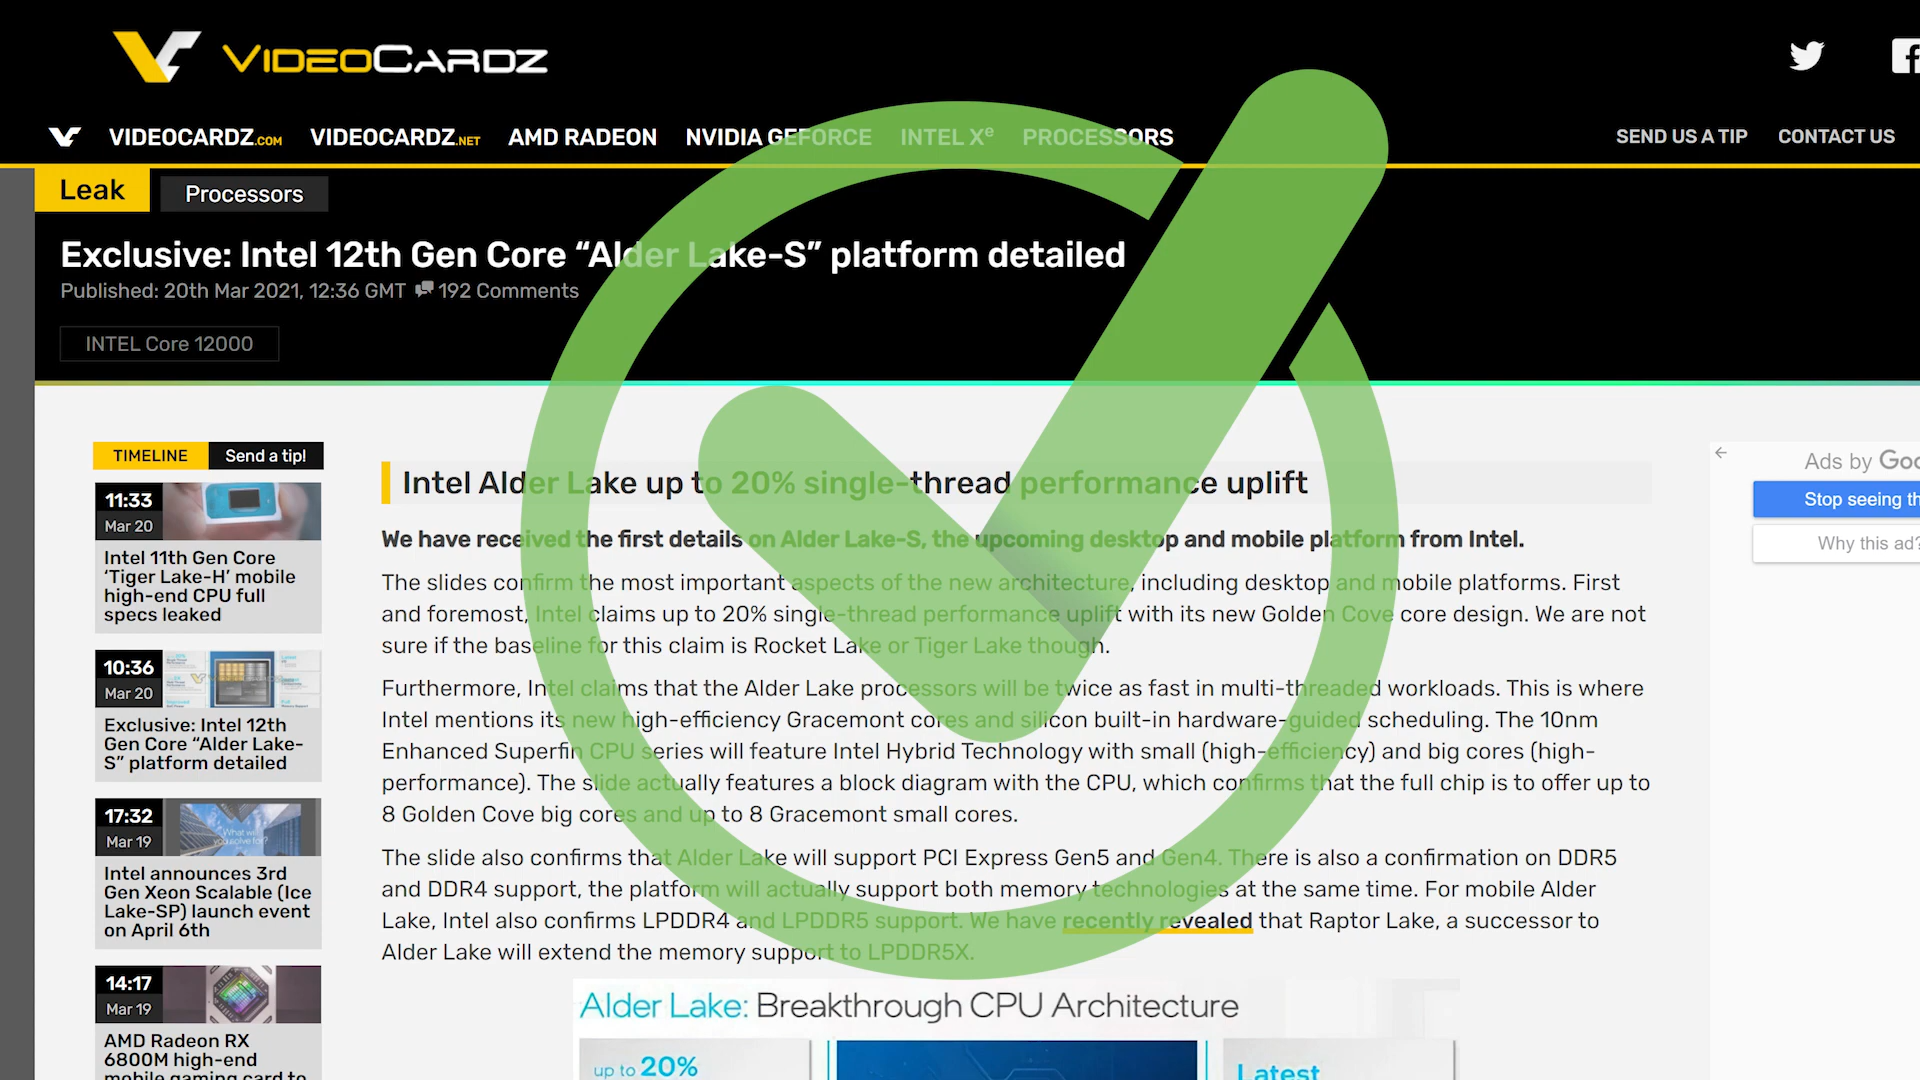 VIDEOCARDZ
VIDEOCARDZ.COM VIDEOCARDZ.NET AMD RADEON NVIDIA GEFORCE INTEL Xe PROCESSORS SEND US A TIP CONTACT US
Leak Processors
Exclusive: Intel 12th Gen Core “Alder Lake-S” platform detailed
Published: 20th Mar 2021, 12:36 GMT 192 Comments
INTEL Core 12000
TIMELINE Send a tip!
11:33
Mar 20
Intel 11th Gen Core
‘Tiger Lake-H’ mobile
high-end CPU full
specs leaked
10:36
Mar 20
Exclusive: Intel 12th
Gen Core “Alder Lake-
S” platform detailed
17:32
Mar 19
What will
you solve for?
Intel announces 3rd
Gen Xeon Scalable (Ice
Lake-SP) launch event
on April 6th
14:17
Mar 19
AMD Radeon RX
6800M high-end
mobile gaming card to
Intel Alder Lake up to 20% single-thread performance uplift
We have received the first details on Alder Lake-S, the upcoming desktop and mobile platform from Intel.
The slides confirm the most important aspects of the new architecture, including desktop and mobile platforms. First
and foremost, Intel claims up to 20% single-thread performance uplift with its new Golden Cove core design. We are not
sure if the baseline for this claim is Rocket Lake or Tiger Lake though.
Furthermore, Intel claims that the Alder Lake processors will be twice as fast in multi-threaded workloads. This is where
Intel mentions its new high-efficiency Gracemont cores and silicon built-in hardware-guided scheduling. The 10nm
Enhanced Superfin CPU series will feature Intel Hybrid Technology with small (high-efficiency) and big cores (high-
performance). The slide actually features a block diagram with the CPU, which confirms that the full chip is to offer up to
8 Golden Cove big cores and up to 8 Gracemont small cores.
The slide also confirms that Alder Lake will support PCI Express Gen5 and Gen4. There is also a confirmation on DDR5
and DDR4 support, the platform will actually support both memory technologies at the same time. For mobile Alder
Lake, Intel also confirms LPDDR4 and LPDDR5 support. We have recently revealed that Raptor Lake, a successor to
Alder Lake will extend the memory support to LPDDR5X.
Alder Lake: Breakthrough CPU Architecture
up to 20%
Latest
Ads by Goo
Stop seeing th
Why this ad?